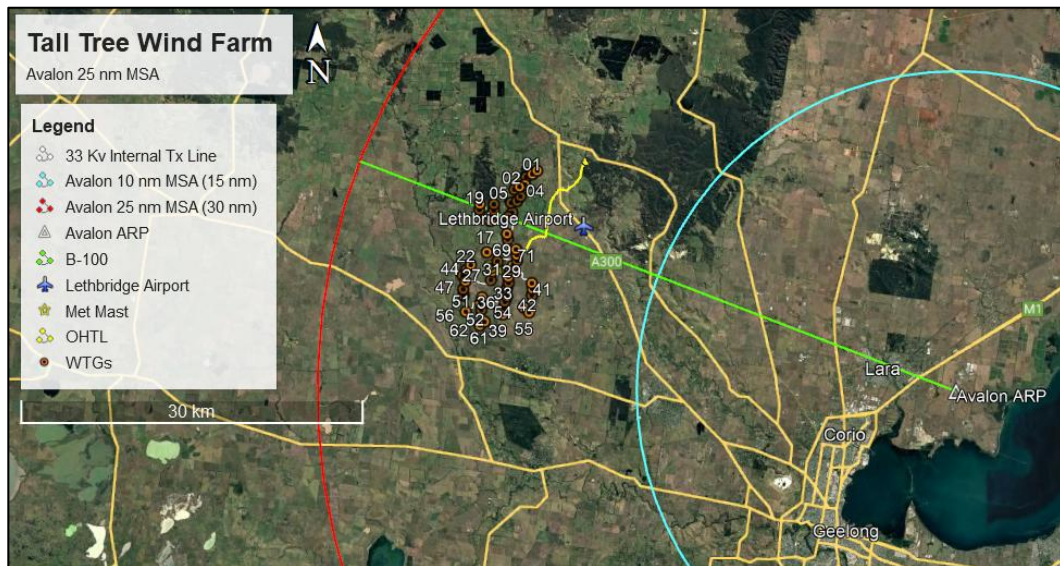 Tall Tree Wind Farm
Avalon 25 nm MSA
N
Legend
33 Kv Internal Tx Line
Avalon 10 nm MSA (15 nm)
Avalon 25 nm MSA (30 nm)
Avalon ARP
B-100
Lethbridge Airport
Met Mast
OHTL
WTGs
30 km
01
02
04
05
19
Lethbridge Airport
17
69
71
22
44
31
29
27
47
41
33
51
36
42
56
54
52
55
62
39
61
A300
M1
Lara
Avalon ARP
Corio
Geelong